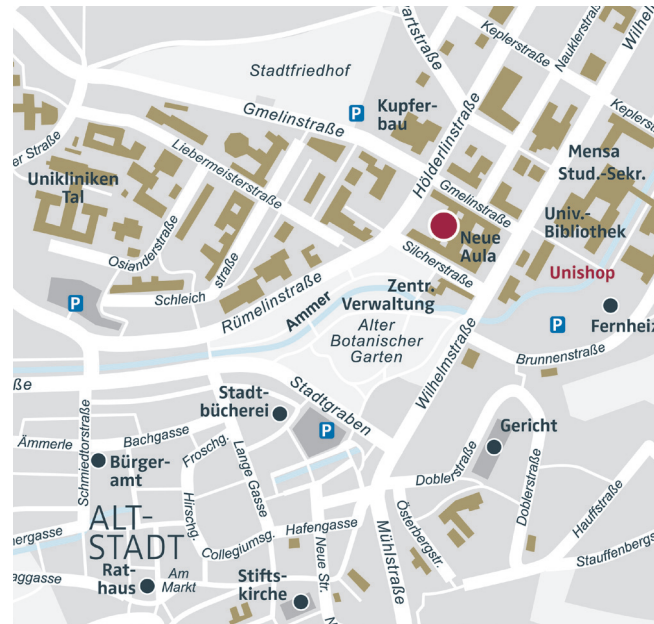 Stadtfriedhof
Gmelinstraße
P
Kupfer-
bau
artstraße
Keplerstraße
Nauklerstraße
Wilhel
Keplers
Hölderlinstraße
Mensa
Stud.-Sekr.
er Straße
Unikliniken
Tal
Liebermeisterstraße
Gmelinstraße
Univ.-
Bibliothek
Neue
Aula
Silcherstraße
Unishop
Osianderstraße
Schleich
straße
P
Rümelinstraße
Ammer
Zentr.
Verwaltung
Alter
Botanischer
Garten
Wilhelmstraße
P
Fernheiz
Brunnenstraße
ße
Stadtgraben
Stadt-
bücherei
P
Gericht
Schmiedtorstraße
Ämmerle
Bachgasse
Froschg.
Bürger-
amt
Lange Gasse
Hirschg.
Doblerstraße
Doblerstraße
Hauffstraße
Stauffenbergs
Österbergstr.
Mühlstraße
ALT-
STADT
nergasse
Hafengasse
Collegiumsg.
Neue Str.
aggasse
Rat-
haus
Am
Markt
Stifts-
kirche